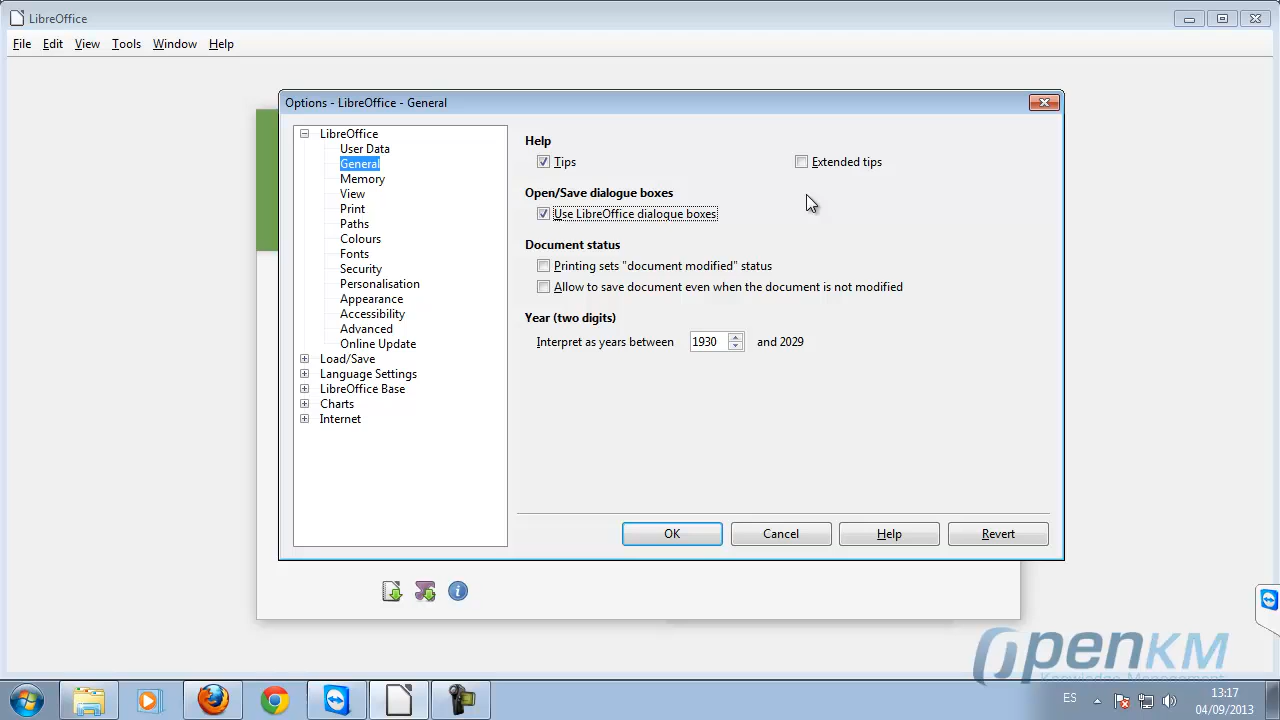 LibreOffice
File Edit View Tools Window Help
Options - LibreOffice - General
LibreOffice
User Data
General
Memory
View
Print
Paths
Colours
Fonts
Security
Personalisation
Appearance
Accessibility
Advanced
Online Update
Load/Save
Language Settings
LibreOffice Base
Charts
Internet
Help
Tips Extended tips
Open/Save dialogue boxes
Use LibreOffice dialogue boxes
Document status
Printing sets "document modified" status
Allow to save document even when the document is not modified
Year (two digits)
Interpret as years between 1930 and 2029
OK Cancel Help Revert
OpenKM
Knowledge Management
ES
13:17
04/09/2013